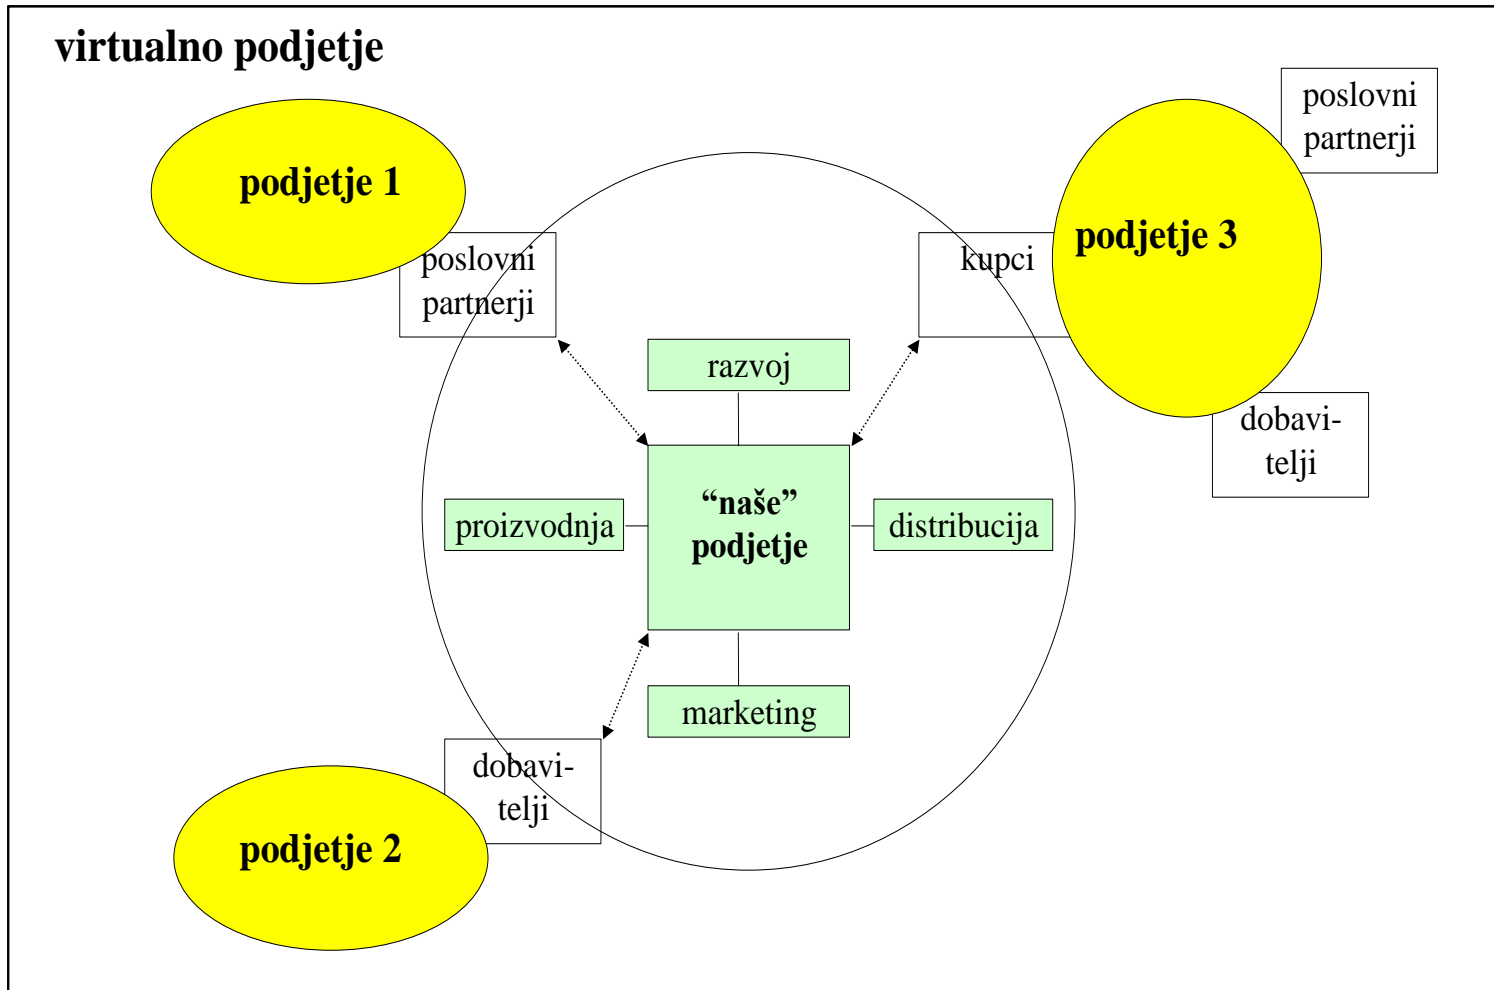 virtualno podjetje
poslovni
partnerji
podjetje 1
podjetje 3
poslovni
partnerji
kupci
razvoj
dobavi-
telji
“naše”
podjetje
proizvodnja
distribucija
marketing
dobavi-
telji
podjetje 2